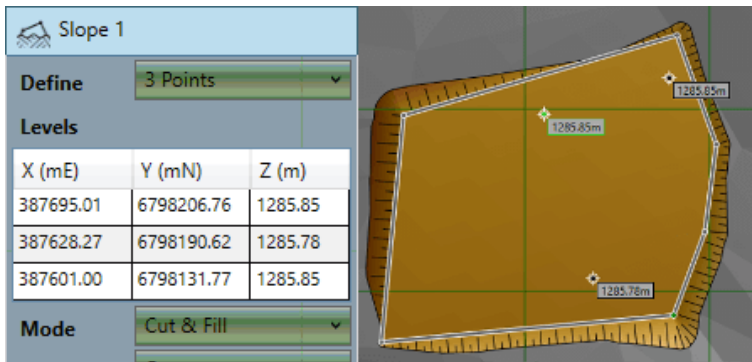 Slope 1
Define 3 Points
Levels
X (mE) Y (mN) Z (m)
387695.01 6798206.76 1285.85
387628.27 6798190.62 1285.78
387601.00 6798131.77 1285.85
Mode Cut & Fill
1285.85m
1285.85m
1285.78m